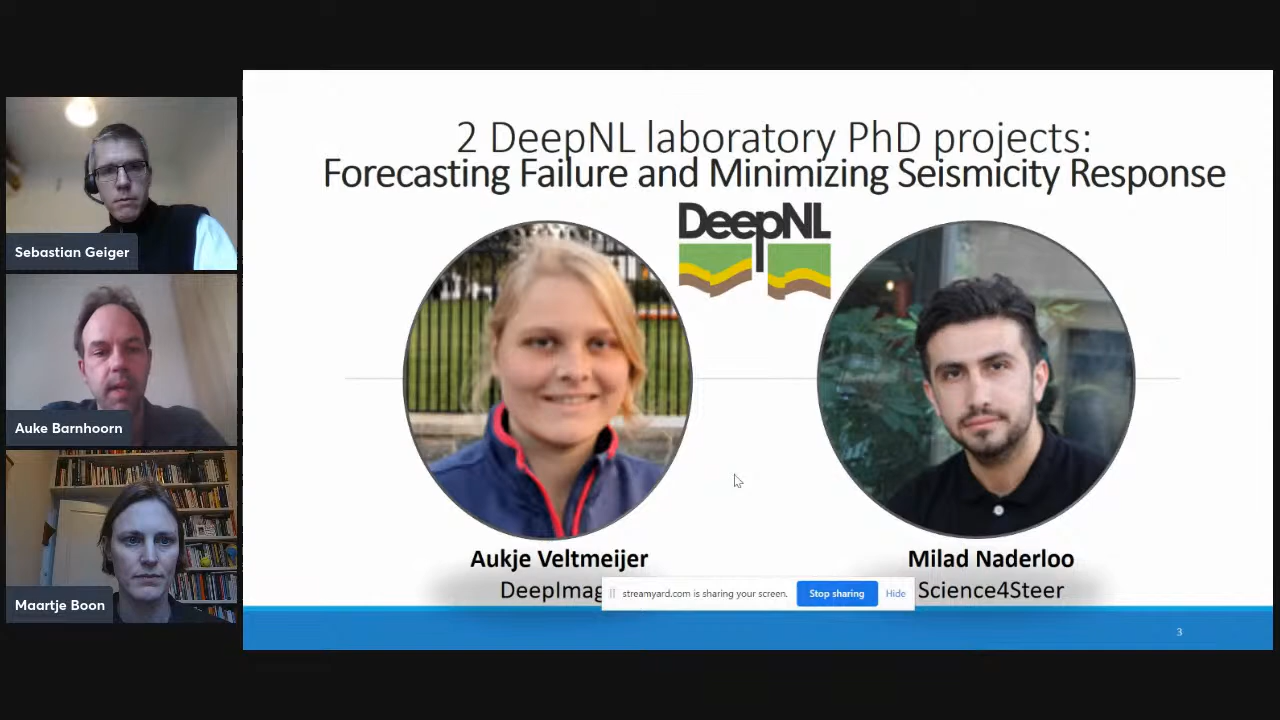 Sebastian Geiger
Auke Barnhoorn
Maartje Boon
2 DeepNL laboratory PhD projects:
Forecasting Failure and Minimizing Seismicity Response
DeepNL
Aukje Veltmeijer
Milad Naderloo
DeepImag
Science4Steer
streamyard.com is sharing your screen.
Stop sharing
Hide
3